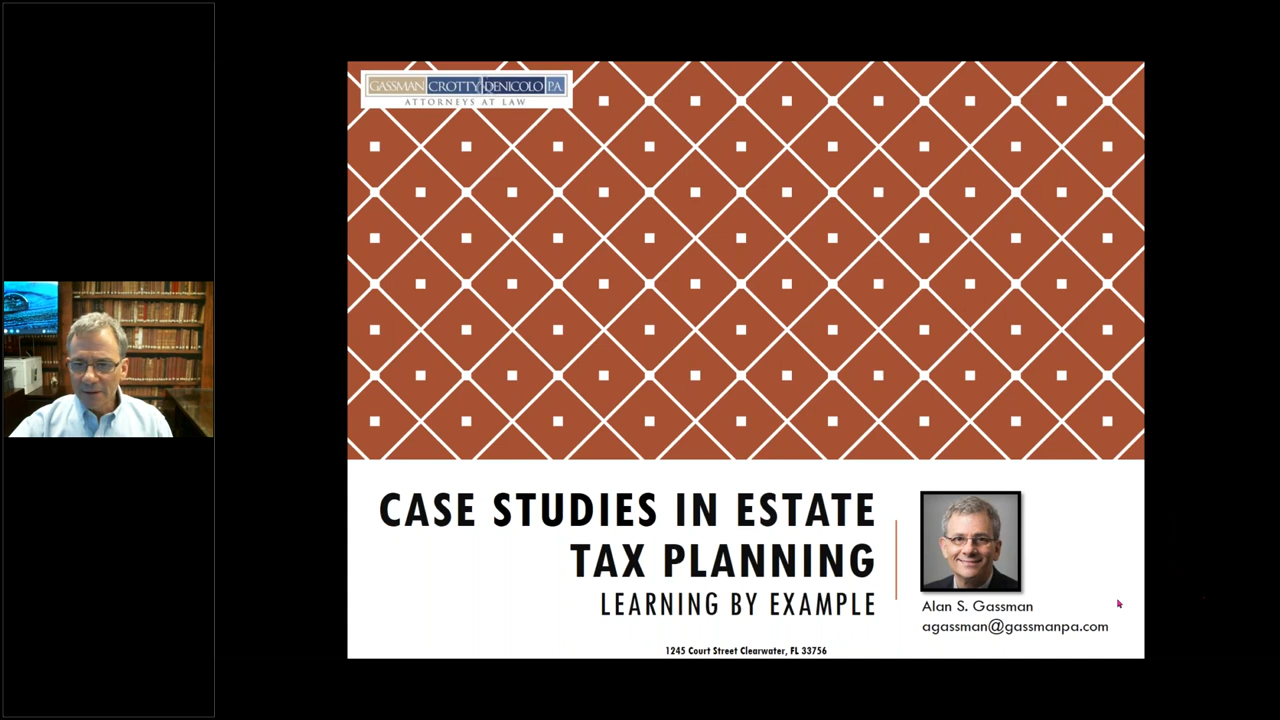 GASSMAN CROTTY DENICOLO PA
ATTORNEYS AT LAW
CASE STUDIES IN ESTATE
TAX PLANNING
LEARNING BY EXAMPLE
Alan S. Gassman
agassman@gassmanpa.com
1245 Court Street Clearwater, FL 33756